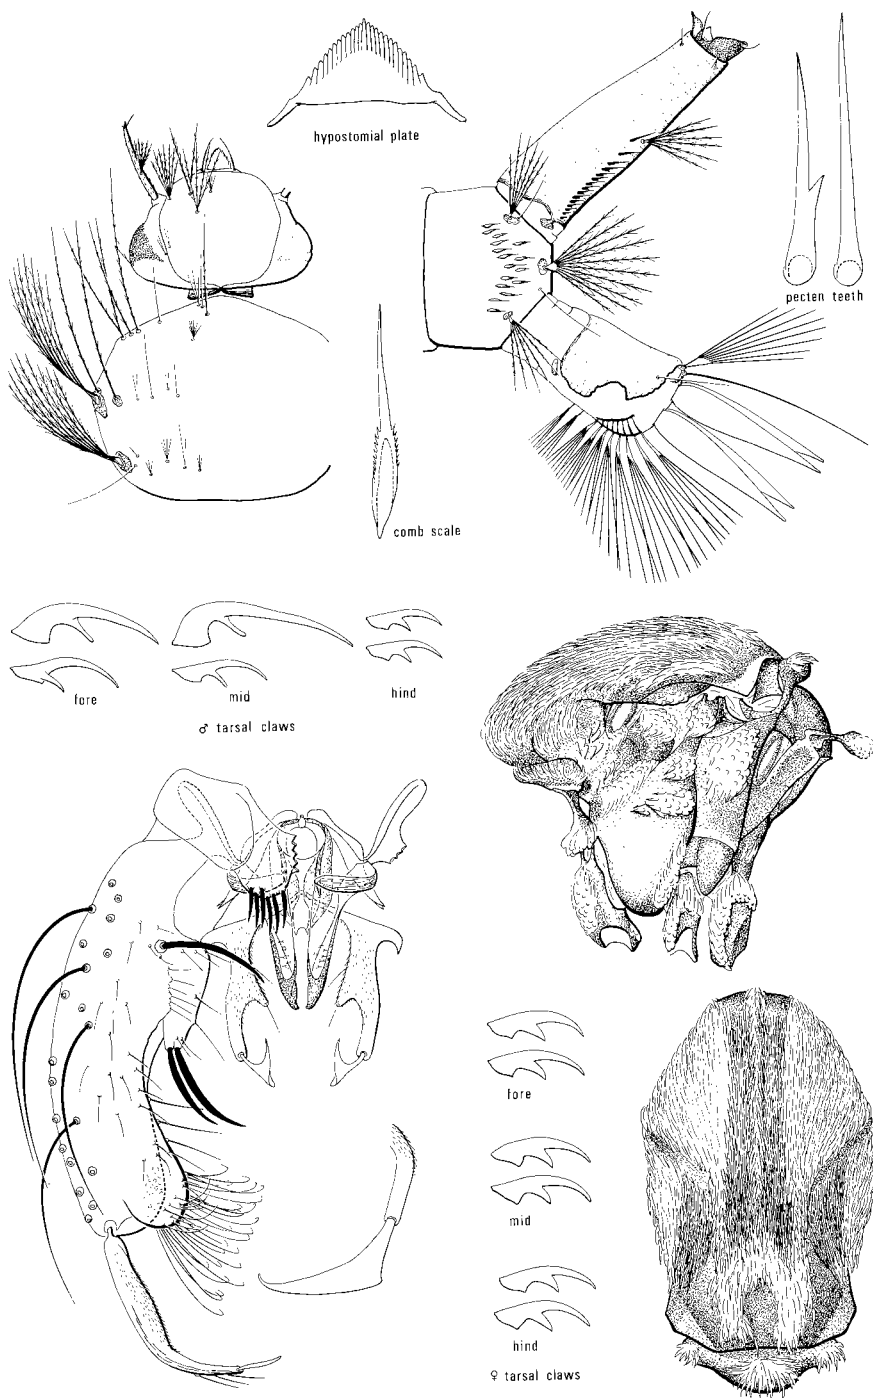 hypostomial plate
pecten teeth
comb scale
fore
mid
hind
♂ tarsal claws
fore
mid
hind
♀ tarsal claws